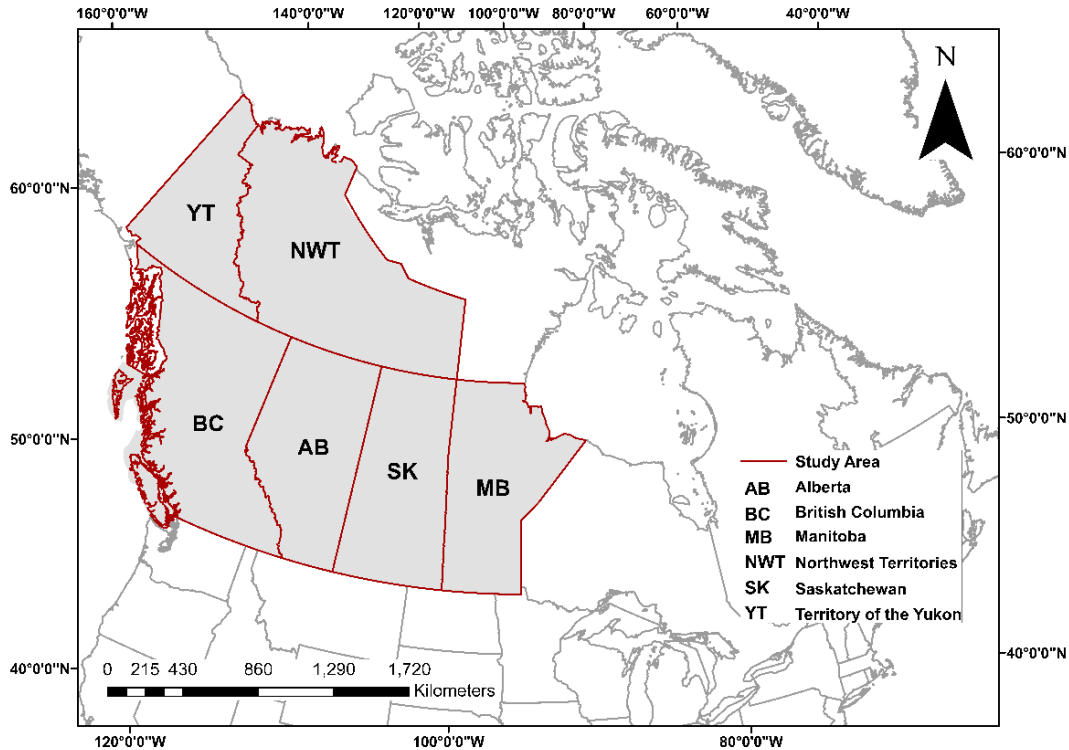 160°0'0"W 140°0'0"W 120°0'0"W 100°0'0"W 80°0'0"W 60°0'0"W 40°0'0"W
N
60°0'0"N
60°0'0"N
YT
NWT
50°0'0"N
50°0'0"N
BC
AB
SK
MB
Study Area
AB Alberta
BC British Columbia
MB Manitoba
NWT Northwest Territories
SK Saskatchewan
YT Territory of the Yukon
40°0'0"N
40°0'0"N
0 215 430 860 1,290 1,720
Kilometers
120°0'0"W 100°0'0"W 80°0'0"W